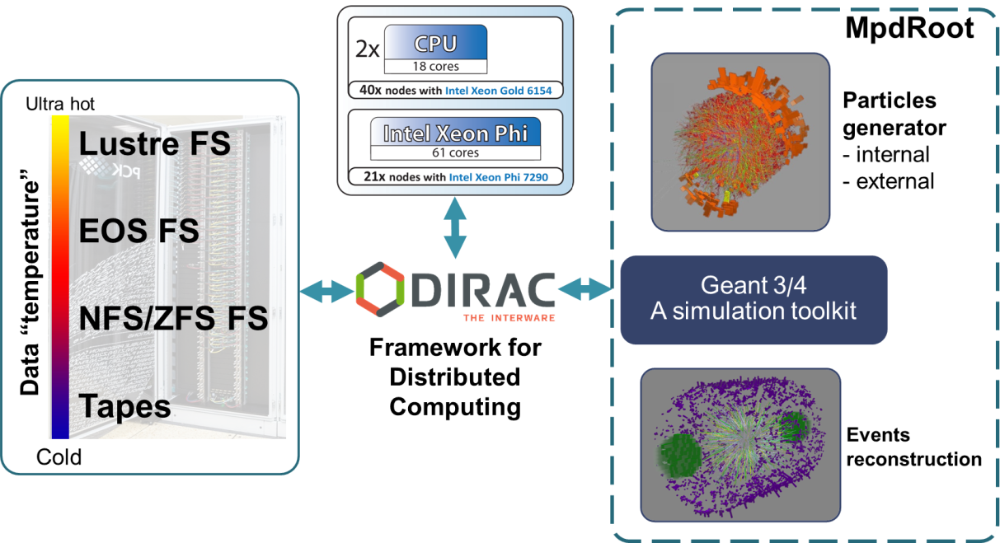 Ultra hot
Data “temperature”
Lustre FS
EOS FS
NFS/ZFS FS
Tapes
Cold
PCK
2x
CPU
18 cores
40x nodes with Intel Xeon Gold 6154
Intel Xeon Phi
61 cores
21x nodes with Intel Xeon Phi 7290
DIRAC
THE INTERWARE
Framework for
Distributed
Computing
MpdRoot
Particles
generator
- internal
- external
Geant 3/4
A simulation toolkit
Events
reconstruction